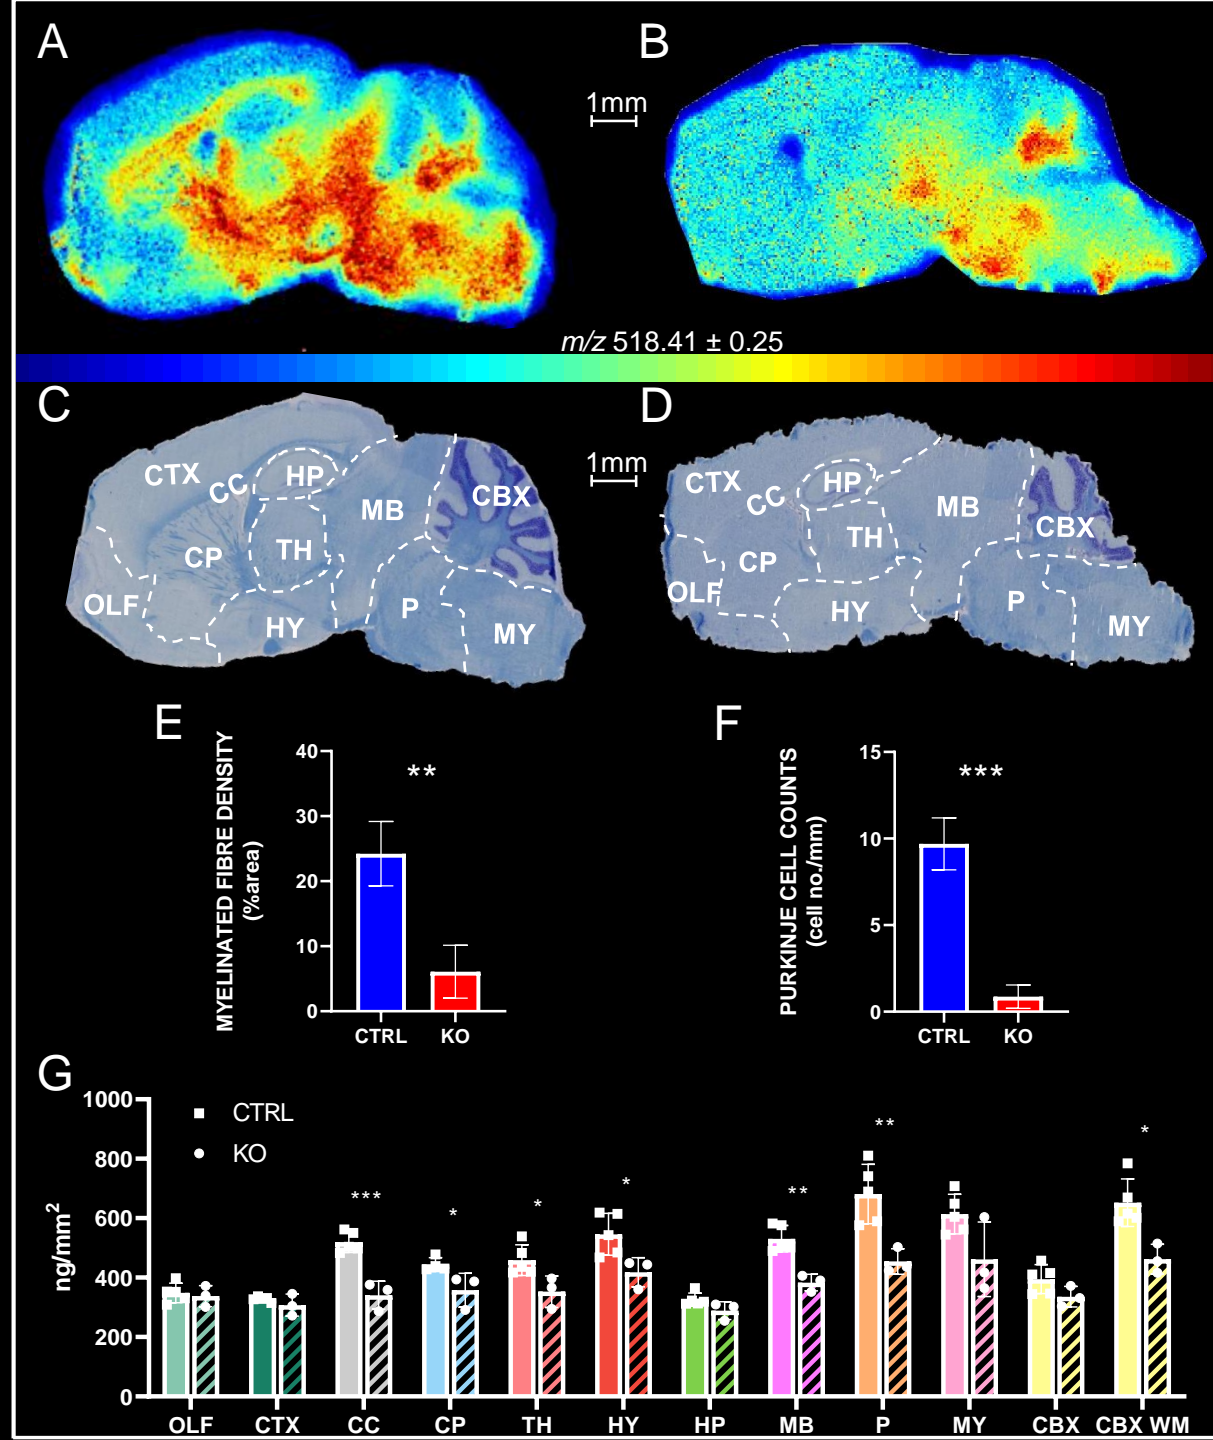 A
B
1mm
m/z 518.41 ± 0.25
C
D
1mm
CTX
CC
HP
MB
CBX
CP
TH
OLF
HY
P
MY
CTX
CC
HP
MB
CBX
CP
TH
OLF
HY
P
MY
E
MYELINATED FIBRE DENSITY
(%area)
40
30
20
10
0
**
CTRL KO
F
PURKINJE CELL COUNTS
(cell no./mm)
15
10
5
0
***
CTRL KO
G
ng/mm²
1000
800
600
400
200
0
CTRL
KO
*** * * * ** ** *
OLF CTX CC CP TH HY HP MB P MY CBX CBX WM